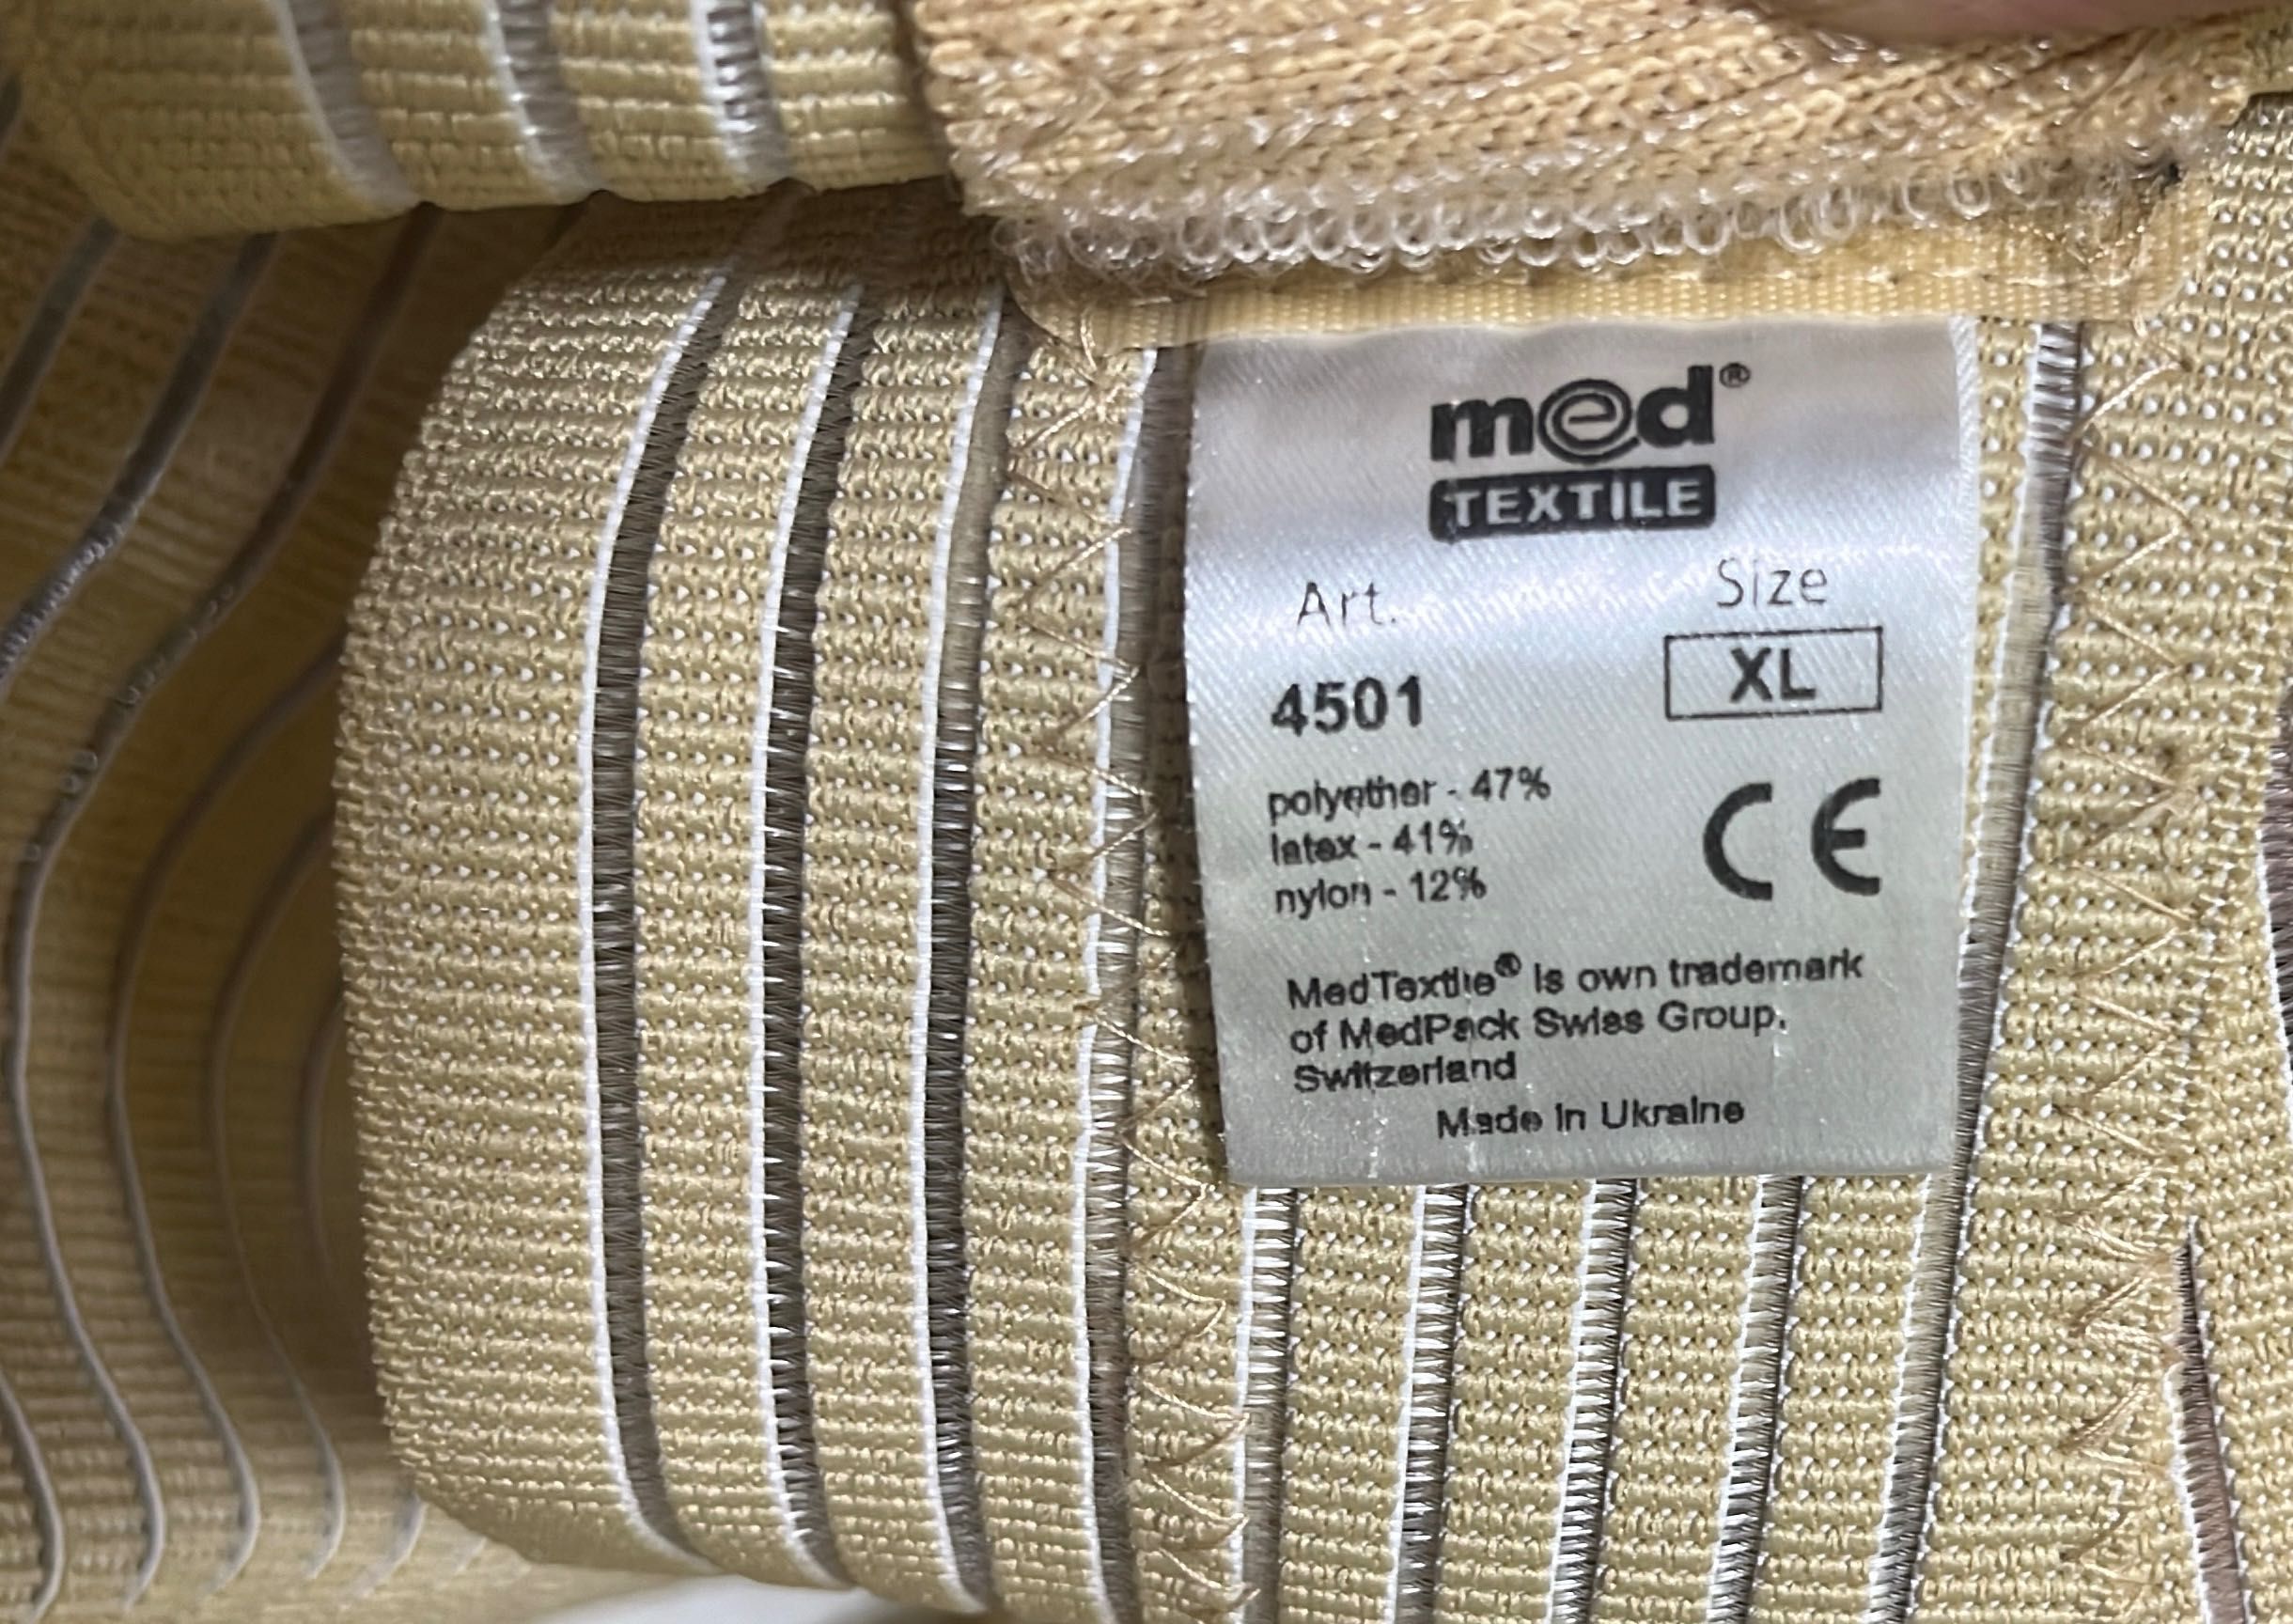 med®
TEXTILE
Art. Size
4501 XL
polyether - 47%
latex - 41%
nylon - 12%
CE
MedTextile® is own trademark
of MedPack Swiss Group,
Switzerland
Made in Ukraine